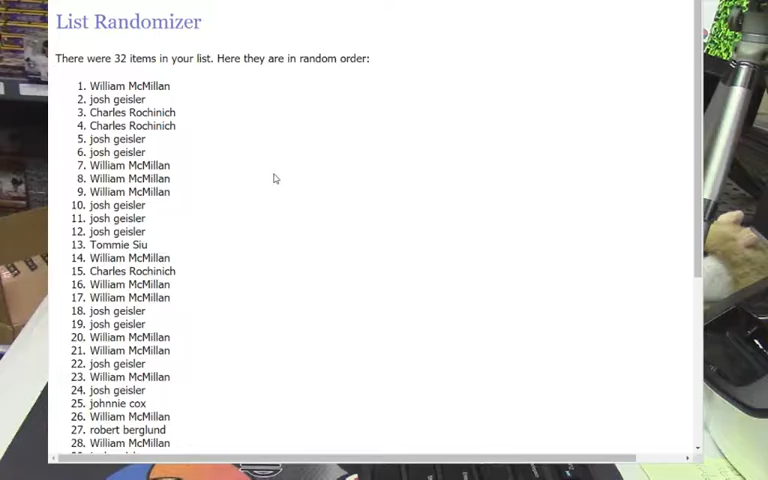 List Randomizer
There were 32 items in your list. Here they are in random order:
1. William McMillan
2. josh geisler
3. Charles Rochinich
4. Charles Rochinich
5. josh geisler
6. josh geisler
7. William McMillan
8. William McMillan
9. William McMillan
10. josh geisler
11. josh geisler
12. josh geisler
13. Tommie Siu
14. William McMillan
15. Charles Rochinich
16. William McMillan
17. William McMillan
18. josh geisler
19. josh geisler
20. William McMillan
21. William McMillan
22. josh geisler
23. William McMillan
24. josh geisler
25. johnnie cox
26. William McMillan
27. robert berglund
28. William McMillan